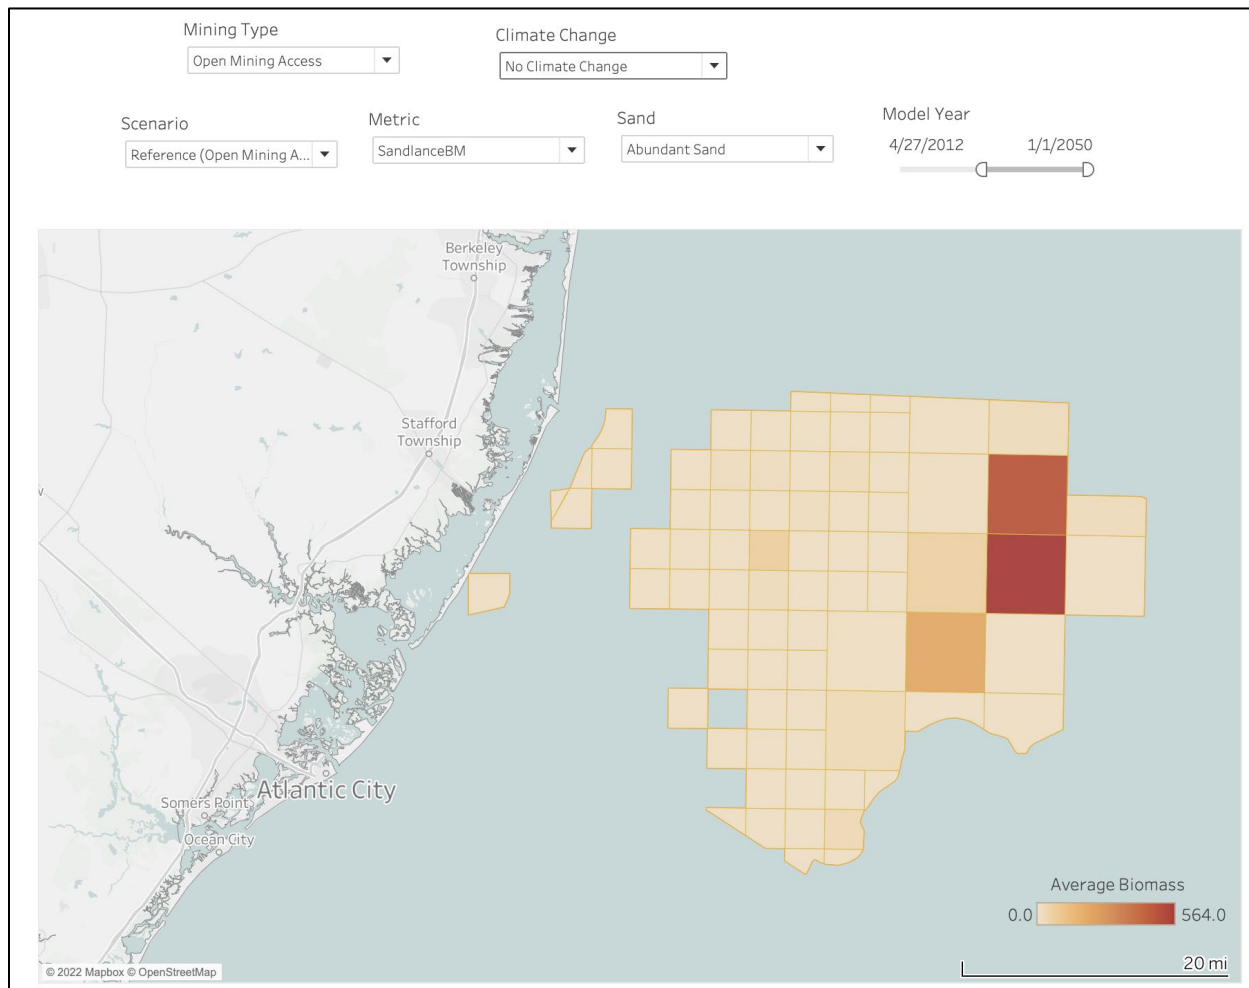 Mining Type
Open Mining Access
Climate Change
No Climate Change
Scenario
Reference (Open Mining A...
Metric
SandlanceBM
Sand
Abundant Sand
Model Year
4/27/2012 1/1/2050
Berkeley
Township
Stafford
Township
Atlantic City
Somers Point
Ocean City
Average Biomass
0.0 564.0
20 mi
© 2022 Mapbox © OpenStreetMap